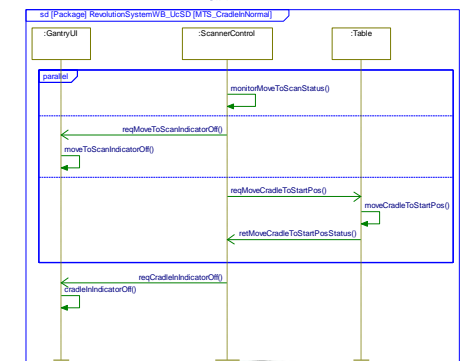 sd [Package] RevolutionSystemWB_UcSD [MTS_CradleInNormal]
:GantryUI :ScannerControl :Table
parallel
monitorMoveToScanStatus()
reqMoveToScanIndicatorOff()
moveToScanIndicatorOff()
reqMoveCradleToStartPos()
moveCradleToStartPos()
retMoveCradleToStartPosStatus()
reqCradleInIndicatorOff()
cradleInIndicatorOff()